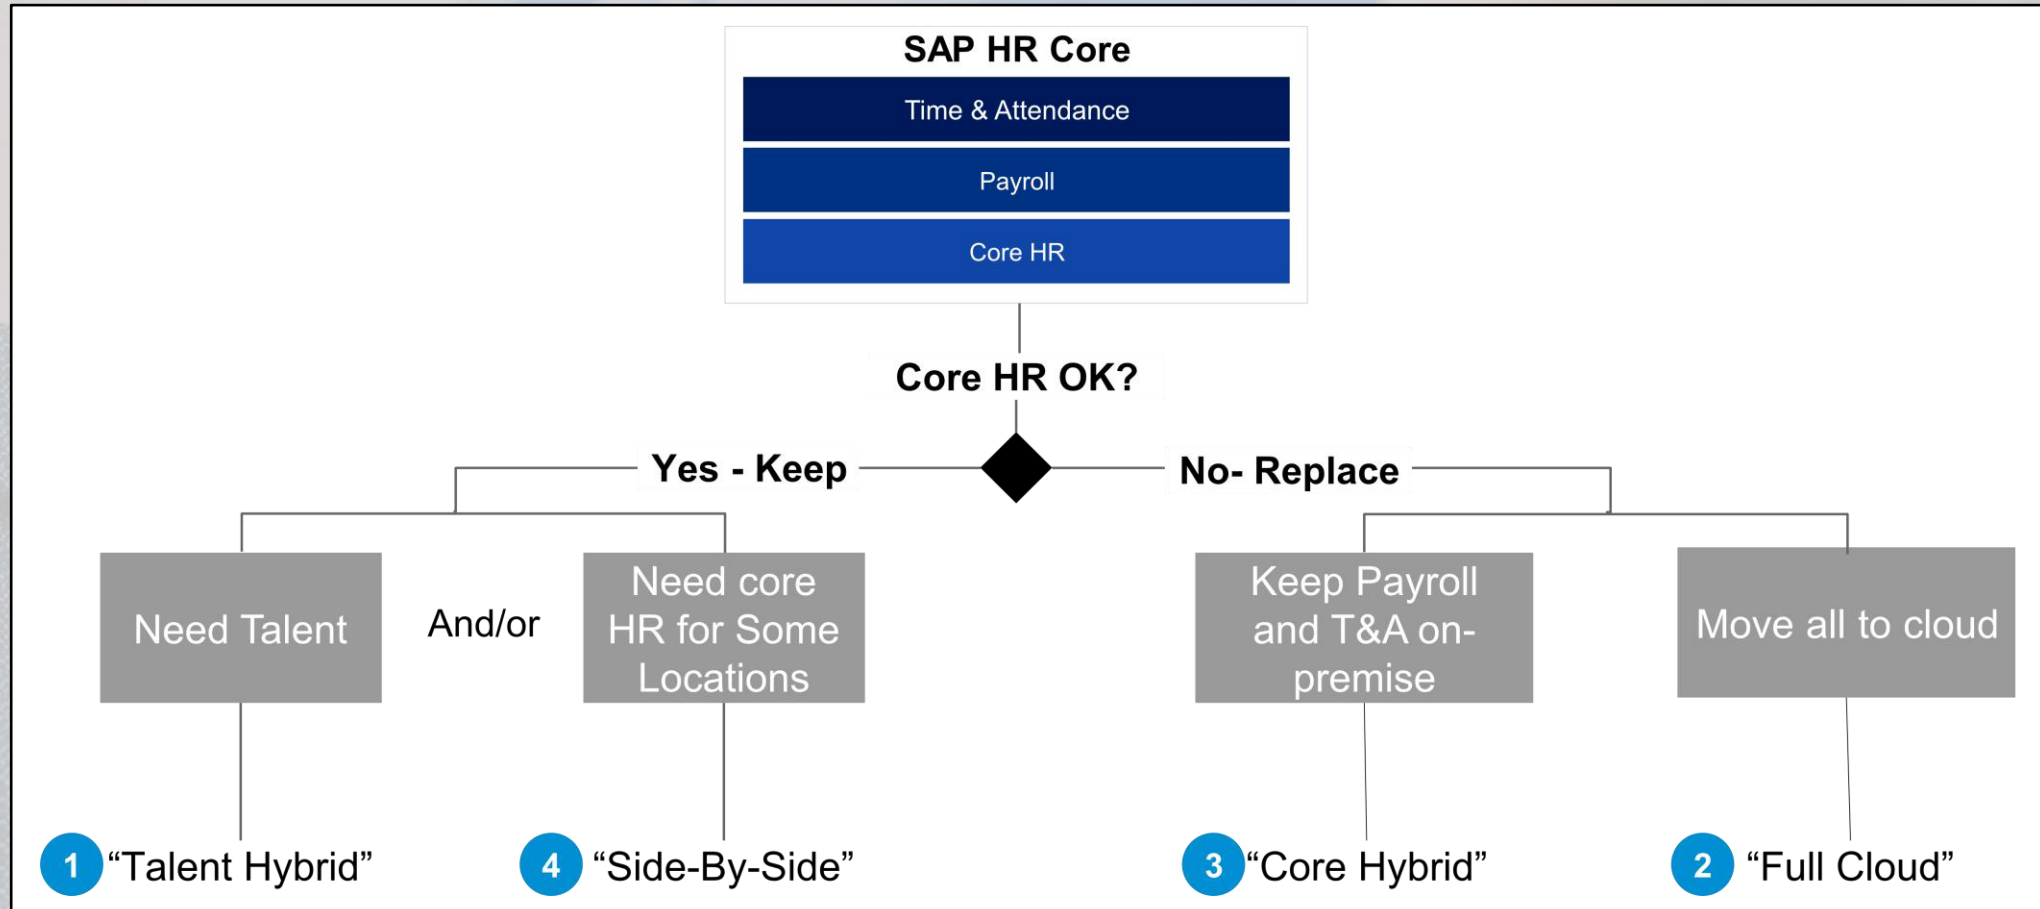 SAP HR Core
Time & Attendance
Payroll
Core HR
Core HR OK?
Yes - Keep
No- Replace
Need Talent
And/or
Need core
HR for Some
Locations
Keep Payroll
and T&A on-
premise
Move all to cloud
1 “Talent Hybrid”
4 “Side-By-Side”
3 “Core Hybrid”
2 “Full Cloud”